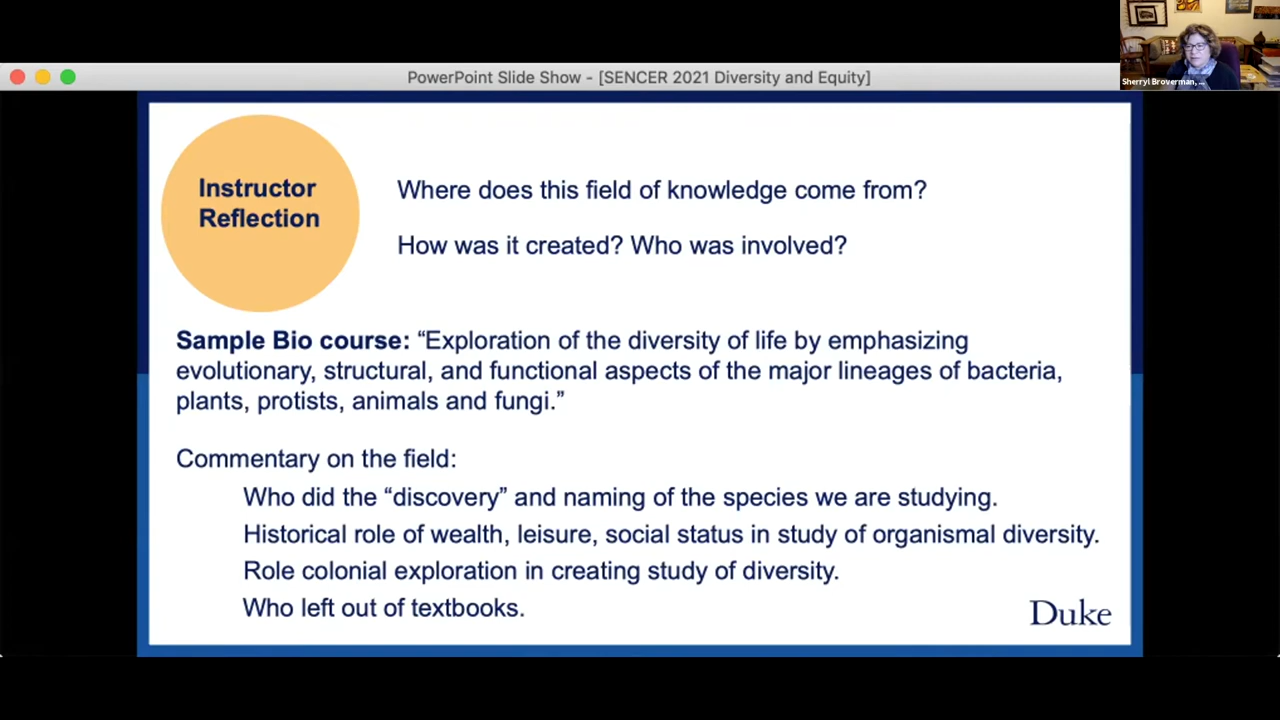 Sherryl Broverman, ...
PowerPoint Slide Show - [SENCER 2021 Diversity and Equity]
Instructor
Reflection
Where does this field of knowledge come from?
How was it created? Who was involved?
Sample Bio course: “Exploration of the diversity of life by emphasizing
evolutionary, structural, and functional aspects of the major lineages of bacteria,
plants, protists, animals and fungi.”
Commentary on the field:
Who did the “discovery” and naming of the species we are studying.
Historical role of wealth, leisure, social status in study of organismal diversity.
Role colonial exploration in creating study of diversity.
Who left out of textbooks.
Duke